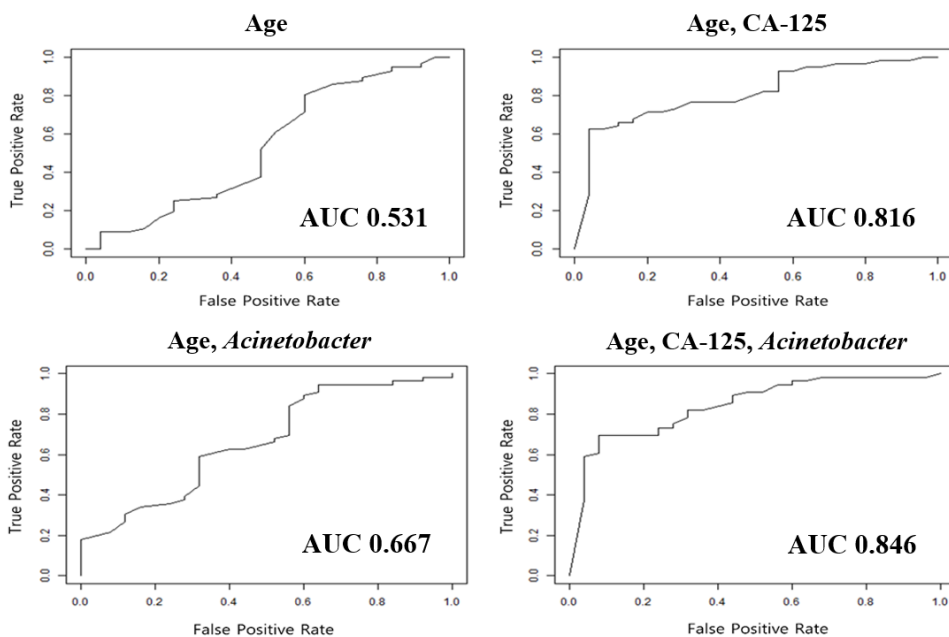 Age
Age, CA-125
True Positive Rate
0.0 0.2 0.4 0.6 0.8 1.0
AUC 0.531
0.0 0.2 0.4 0.6 0.8 1.0
False Positive Rate
True Positive Rate
0.0 0.2 0.4 0.6 0.8 1.0
AUC 0.816
0.0 0.2 0.4 0.6 0.8 1.0
False Positive Rate
Age, Acinetobacter
Age, CA-125, Acinetobacter
True Positive Rate
0.0 0.2 0.4 0.6 0.8 1.0
AUC 0.667
0.0 0.2 0.4 0.6 0.8 1.0
False Positive Rate
True Positive Rate
0.0 0.2 0.4 0.6 0.8 1.0
AUC 0.846
0.0 0.2 0.4 0.6 0.8 1.0
False Positive Rate